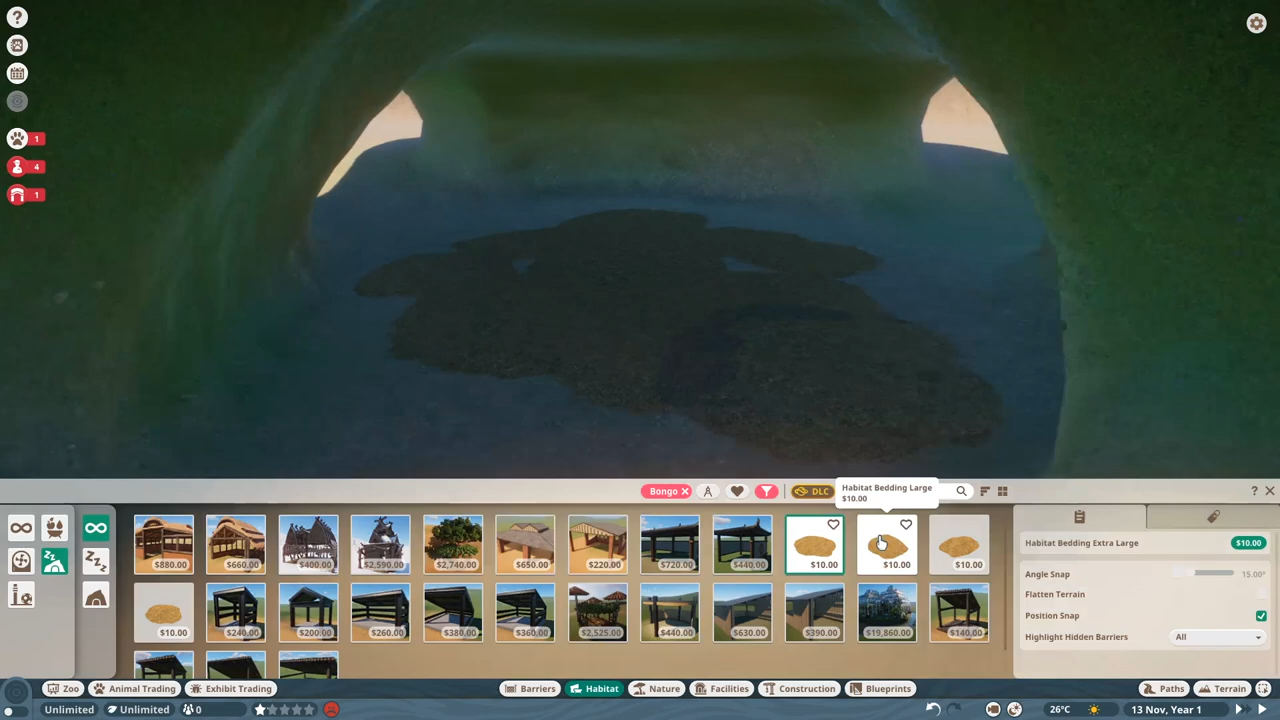 ?
1
4
1
Bongo ×
DLC
Habitat Bedding Large
$10.00
? ×
$880.00 $660.00 $400.00 $2,590.00 $2,740.00 $650.00 $220.00 $720.00 $440.00 $10.00 $10.00 $10.00
$10.00 $240.00 $200.00 $260.00 $380.00 $360.00 $2,525.00 $440.00 $630.00 $390.00 $19,860.00 $140.00
Habitat Bedding Extra Large $10.00
Angle Snap 15.00°
Flatten Terrain
Position Snap
Highlight Hidden Barriers All
Zoo Animal Trading Exhibit Trading Barriers Habitat Nature Facilities Construction Blueprints Paths Terrain
Unlimited Unlimited 0 26°C 13 Nov, Year 1